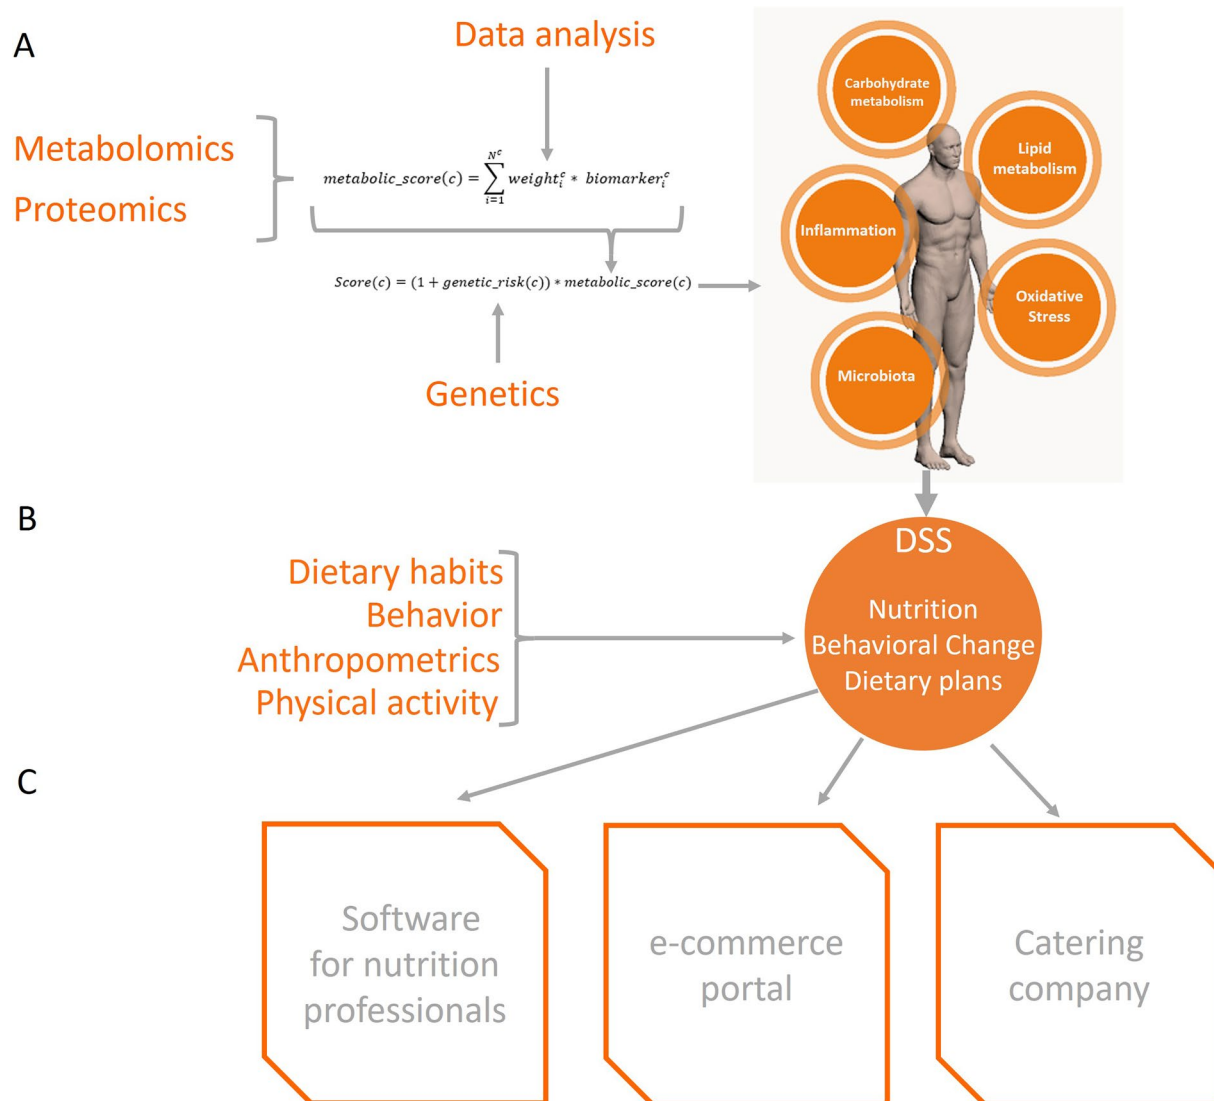 A
Data analysis
Metabolomics
Proteomics
metabolic_score(c) = \sum_{i=1}^{N^c} weight_i^c * biomarker_i^c
Score(c) = (1 + genetic_risk(c)) * metabolic_score(c)
Genetics
Carbohydrate
metabolism
Lipid
metabolism
Inflammation
Oxidative
Stress
Microbiota
B
Dietary habits
Behavior
Anthropometrics
Physical activity
DSS
Nutrition
Behavioral Change
Dietary plans
C
Software
for nutrition
professionals
e-commerce
portal
Catering
company